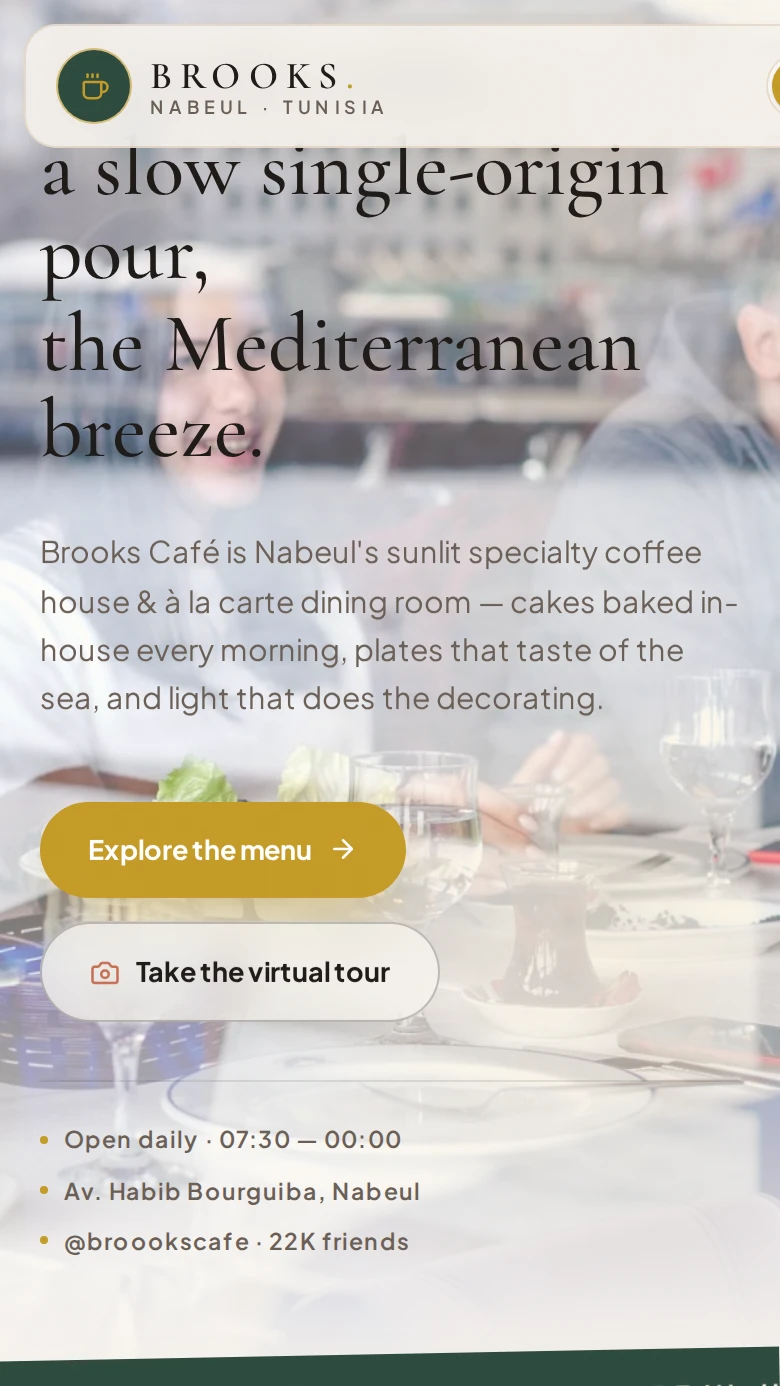 BROOKS.
NABEUL · TUNISIA
a slow single-origin
pour,
the Mediterranean
breeze.
Brooks Café is Nabeul's sunlit specialty coffee
house & à la carte dining room — cakes baked in-
house every morning, plates that taste of the
sea, and light that does the decorating.
Explore the menu →
Take the virtual tour
Open daily · 07:30 — 00:00
Av. Habib Bourguiba, Nabeul
@broookscafe · 22K friends